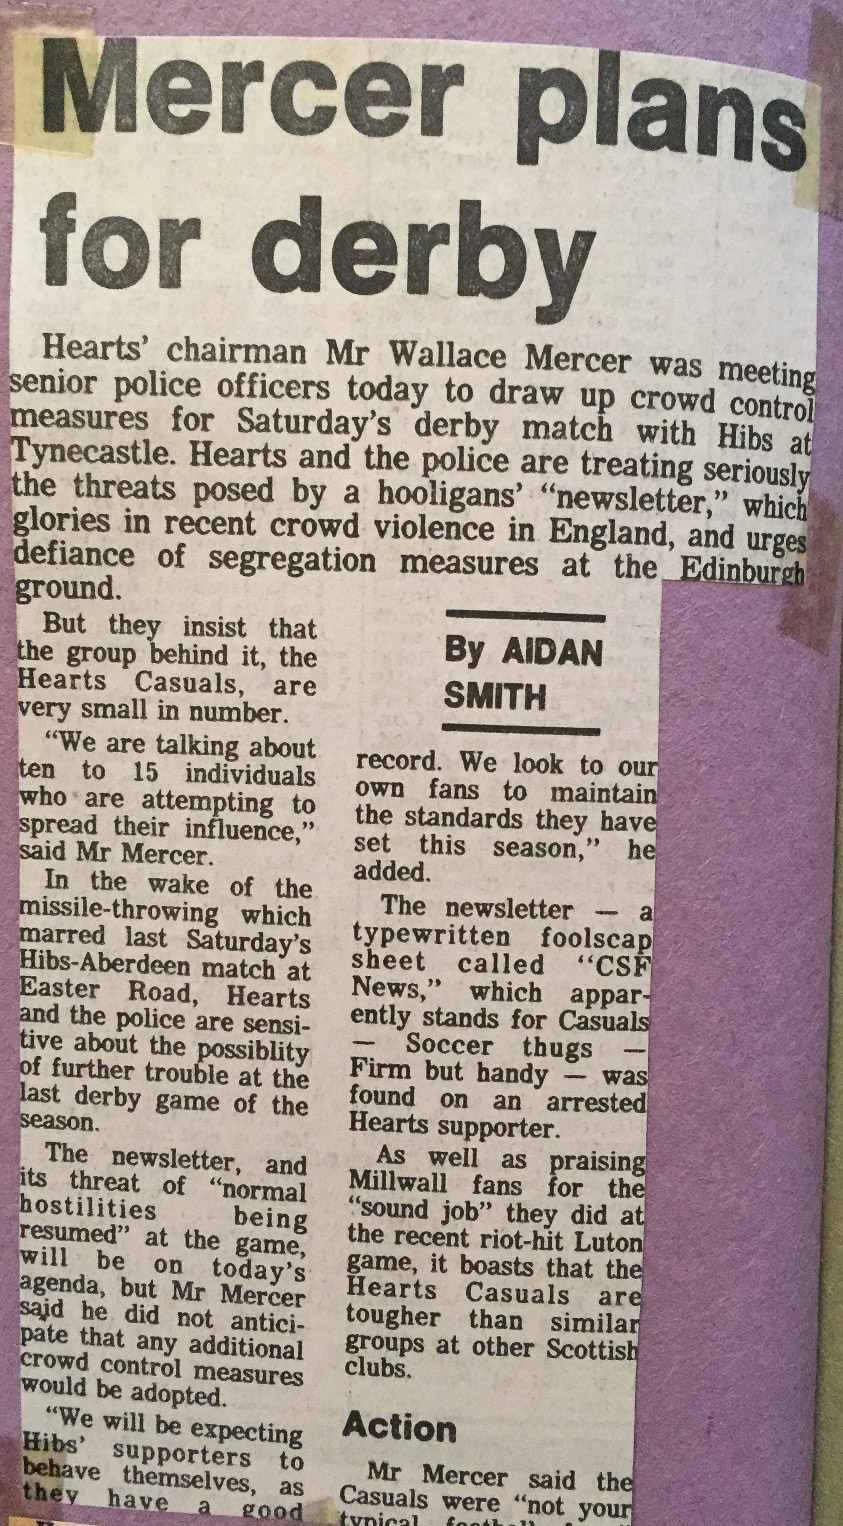 Mercer plans
for derby
Hearts' chairman Mr Wallace Mercer was meeting
senior police officers today to draw up crowd control
measures for Saturday's derby match with Hibs at
Tynecastle. Hearts and the police are treating seriously
the threats posed by a hooligans' "newsletter," which
glories in recent crowd violence in England, and urges
defiance of segregation measures at the Edinburgh
ground.
But they insist that
the group behind it, the
Hearts Casuals, are
very small in number.
"We are talking about
ten to 15 individuals
who are attempting to
spread their influence,"
said Mr Mercer.
In the wake of the
missile-throwing which
marred last Saturday's
Hibs-Aberdeen match at
Easter Road, Hearts
and the police are sensi-
tive about the possiblity
of further trouble at the
last derby game of the
season.
The newsletter, and
its threat of "normal
hostilities being
resumed" at the game,
will be on today's
agenda, but Mr Mercer
said he did not antici-
pate that any additional
crowd control measures
would be adopted.
"We will be expecting
Hibs' supporters to
behave themselves, as
they have a good
By AIDAN
SMITH
record. We look to our
own fans to maintain
the standards they have
set this season," he
added.
The newsletter — a
typewritten foolscap
sheet called "CSF
News," which appar-
ently stands for Casuals
— Soccer thugs —
Firm but handy — was
found on an arrested
Hearts supporter.
As well as praising
Millwall fans for the
"sound job" they did at
the recent riot-hit Luton
game, it boasts that the
Hearts Casuals are
tougher than similar
groups at other Scottish
clubs.
Action
Mr Mercer said the
Casuals were "not your
typical